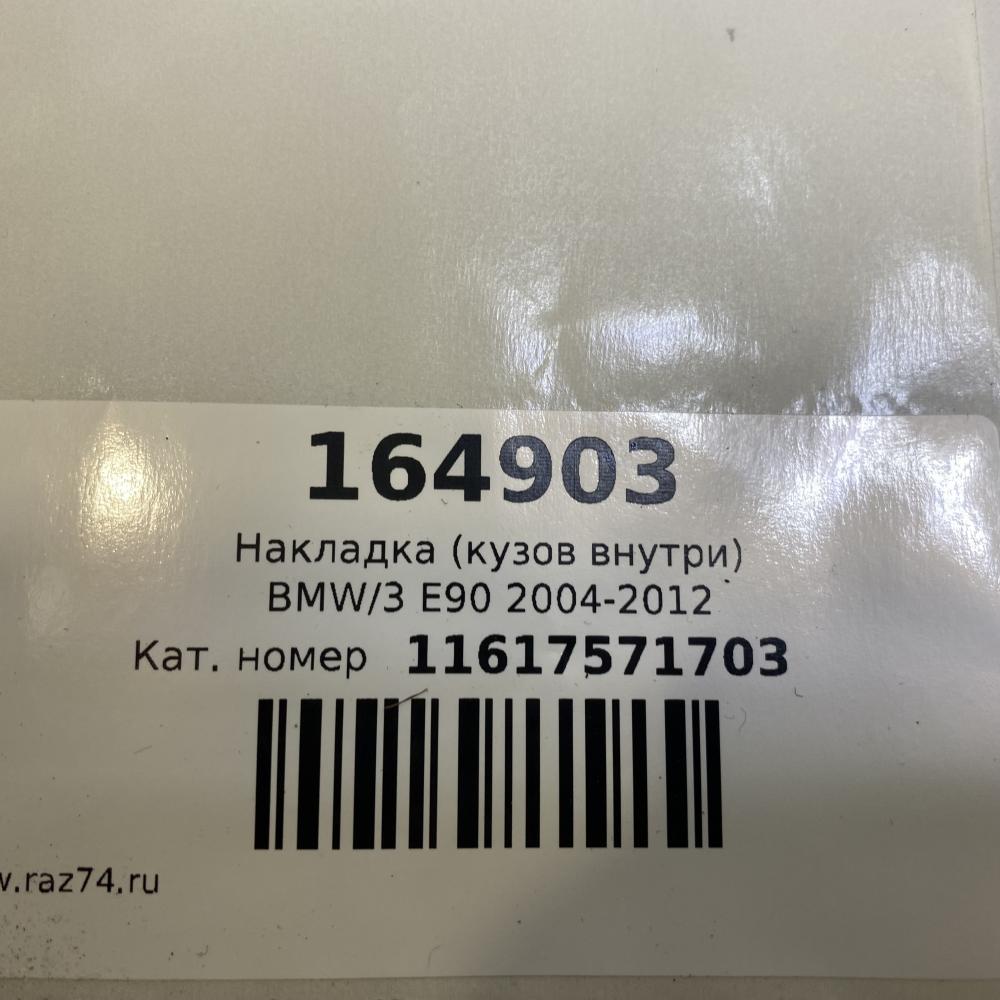 164903
Накладка (кузов внутри)
BMW/3 E90 2004-2012
Кат. номер 11617571703
w.raz74.ru